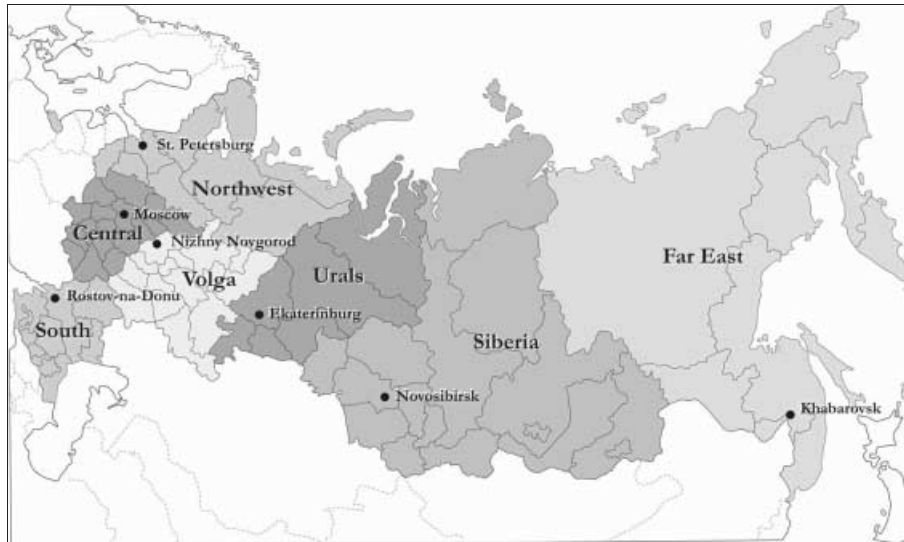 St. Petersburg
Northwest
Moscow
Central
Nizhny Novgorod
Far East
Volga
Urals
Rostov-na-Donu
Ekaterinburg
South
Siberia
Novosibirsk
Khabarovsk